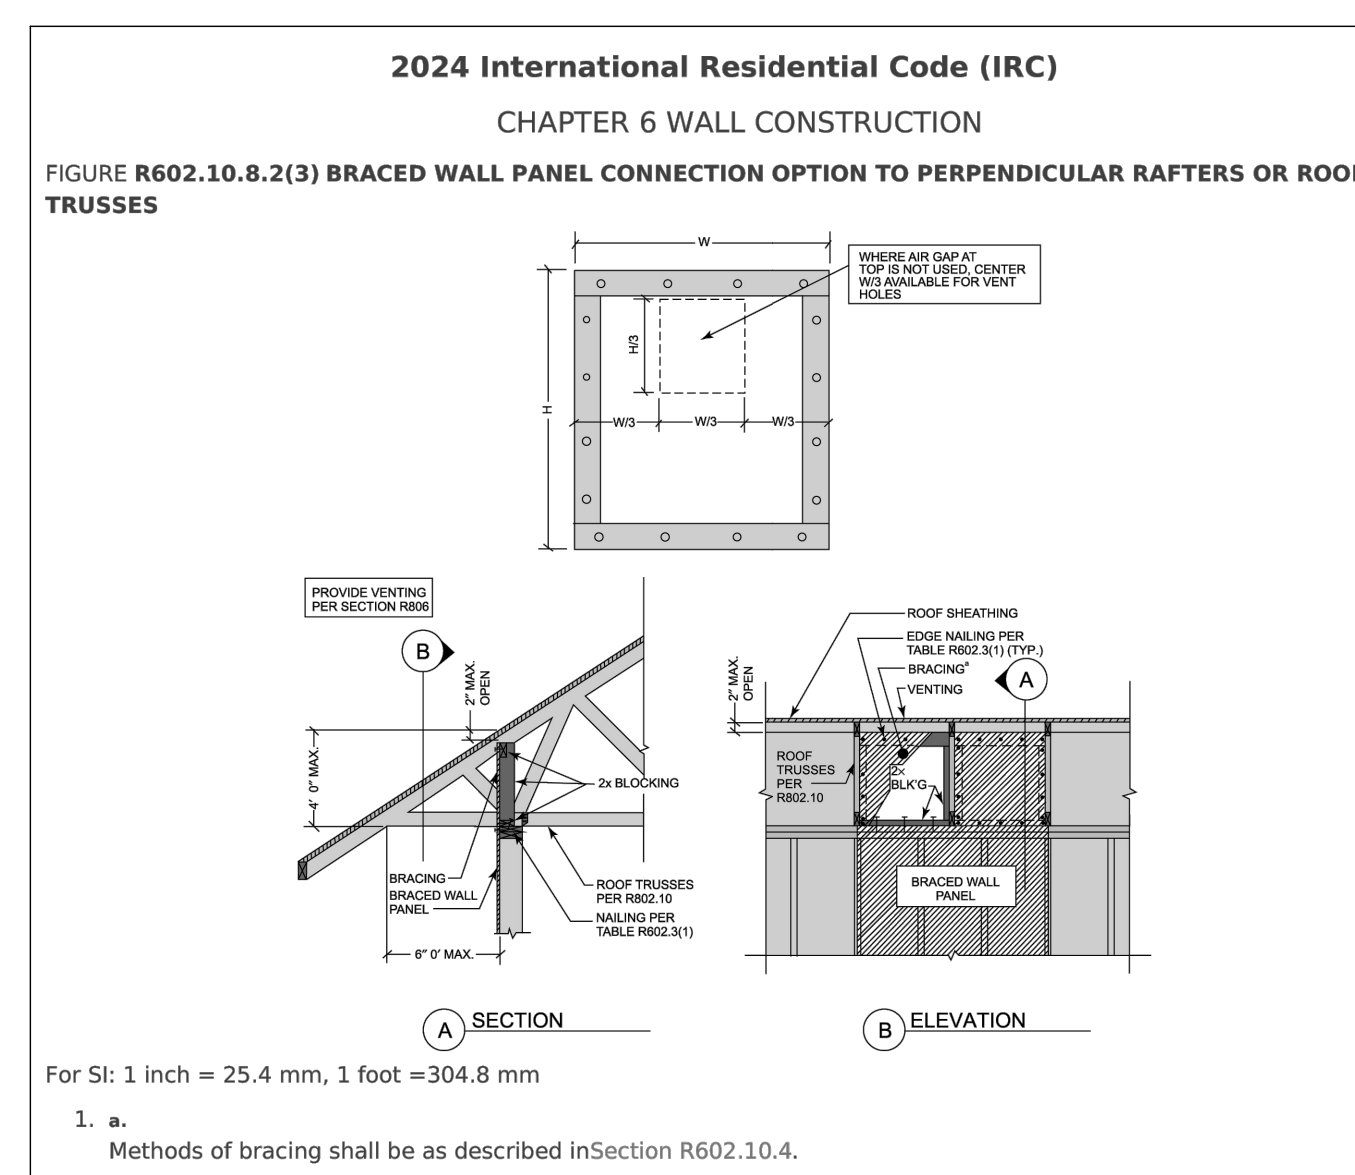 2024 International Residential Code (IRC)
CHAPTER 6 WALL CONSTRUCTION
FIGURE R602.10.8.2(3) BRACED WALL PANEL CONNECTION OPTION TO PERPENDICULAR RAFTERS OR ROO
TRUSSES
W
WHERE AIR GAP AT
TOP IS NOT USED, CENTER
W/3 AVAILABLE FOR VENT
HOLES
H/3
H
W/3
W/3
W/3
PROVIDE VENTING
PER SECTION R806
B
2″ MAX.
OPEN
4′ 0″ MAX.
2x BLOCKING
BRACING
BRACED WALL
PANEL
ROOF TRUSSES
PER R802.10
NAILING PER
TABLE R602.3(1)
6″ 0′ MAX.
A SECTION
ROOF SHEATHING
EDGE NAILING PER
TABLE R602.3(1) (TYP.)
BRACINGª
VENTING
A
2″ MAX.
OPEN
ROOF
TRUSSES
PER
R802.10
2x
BLK'G
BRACED WALL
PANEL
B ELEVATION
For SI: 1 inch = 25.4 mm, 1 foot =304.8 mm
1. a.
Methods of bracing shall be as described inSection R602.10.4.